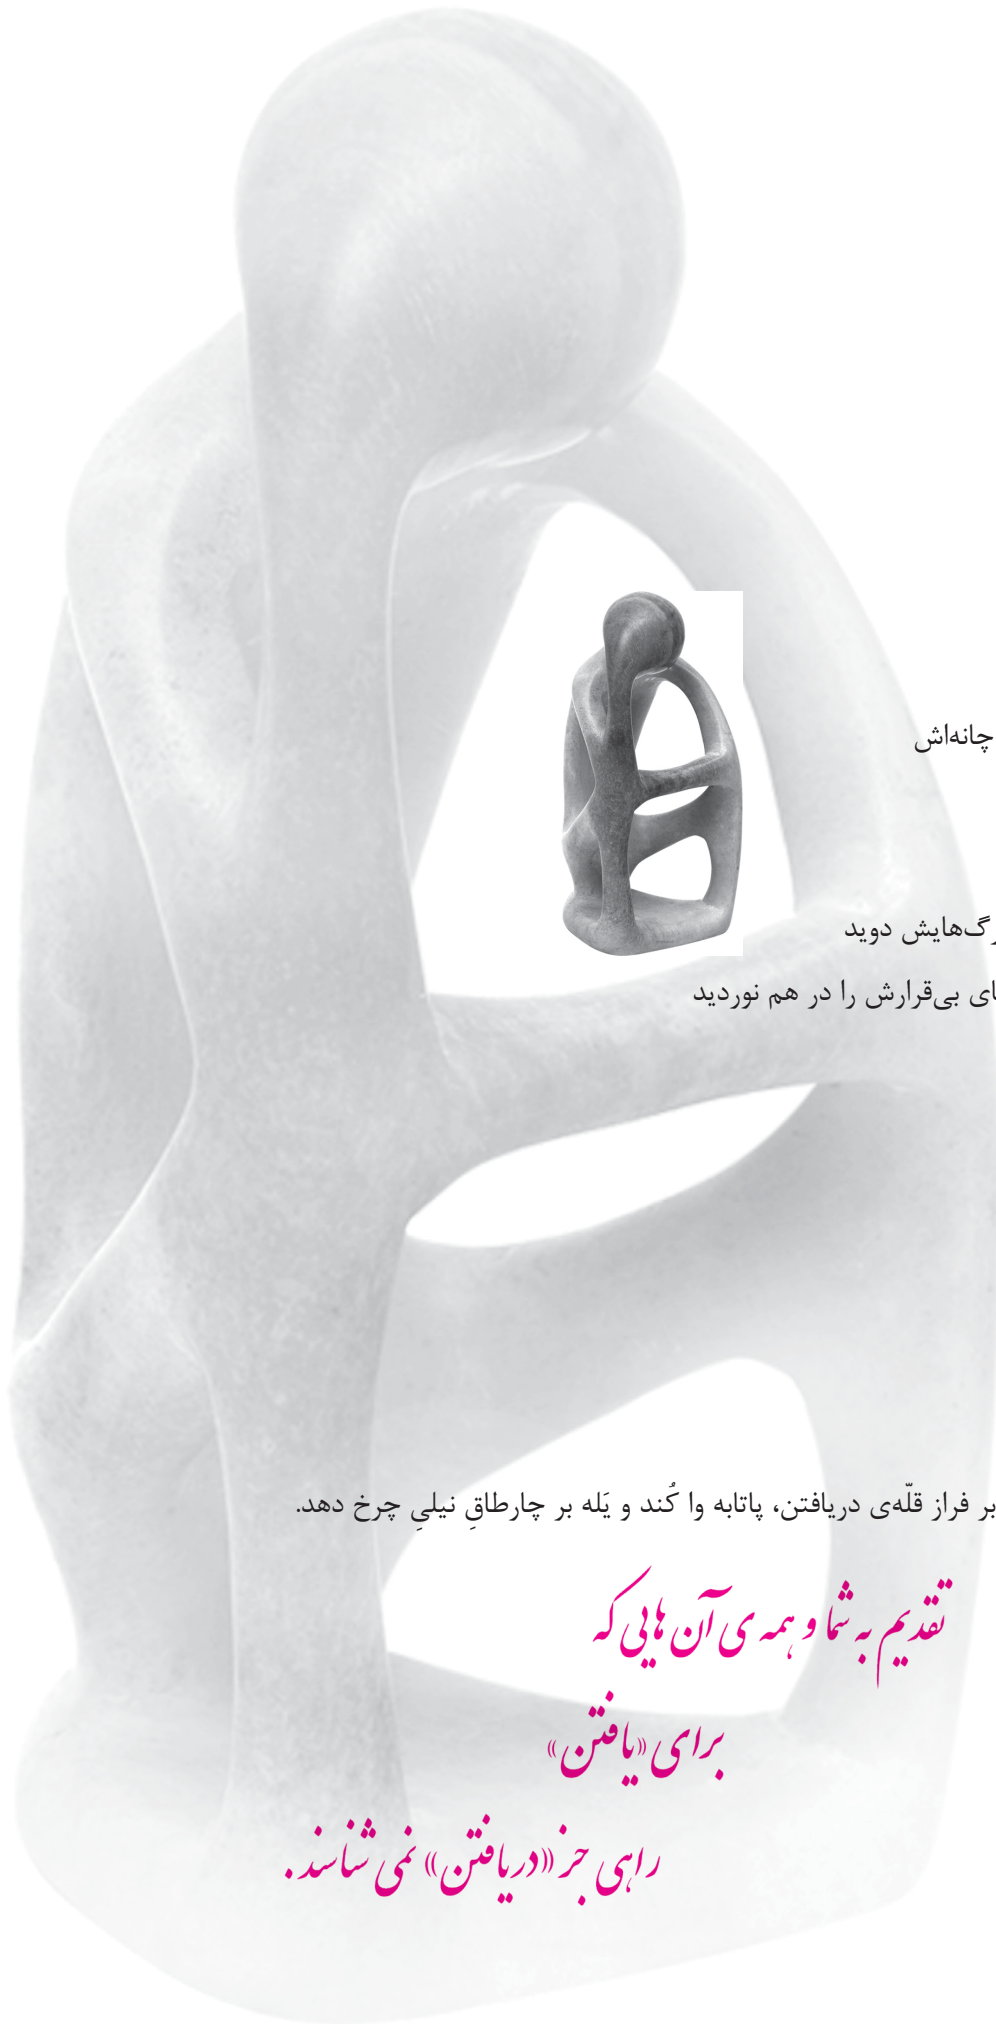 چانه‌اش
رگ‌هایش دوید
بی‌قرارش را در هم نوردید
بر فراز قلّه‌ی دریافتن، پاتابه وا کُند و یَله بر چارطاقِ نیلیِ چرخ دهد.
تقدیم به شما و همه ی آن هایی که
برای «یافتن»
راهی جز «دریافتن» نمی شناسند.